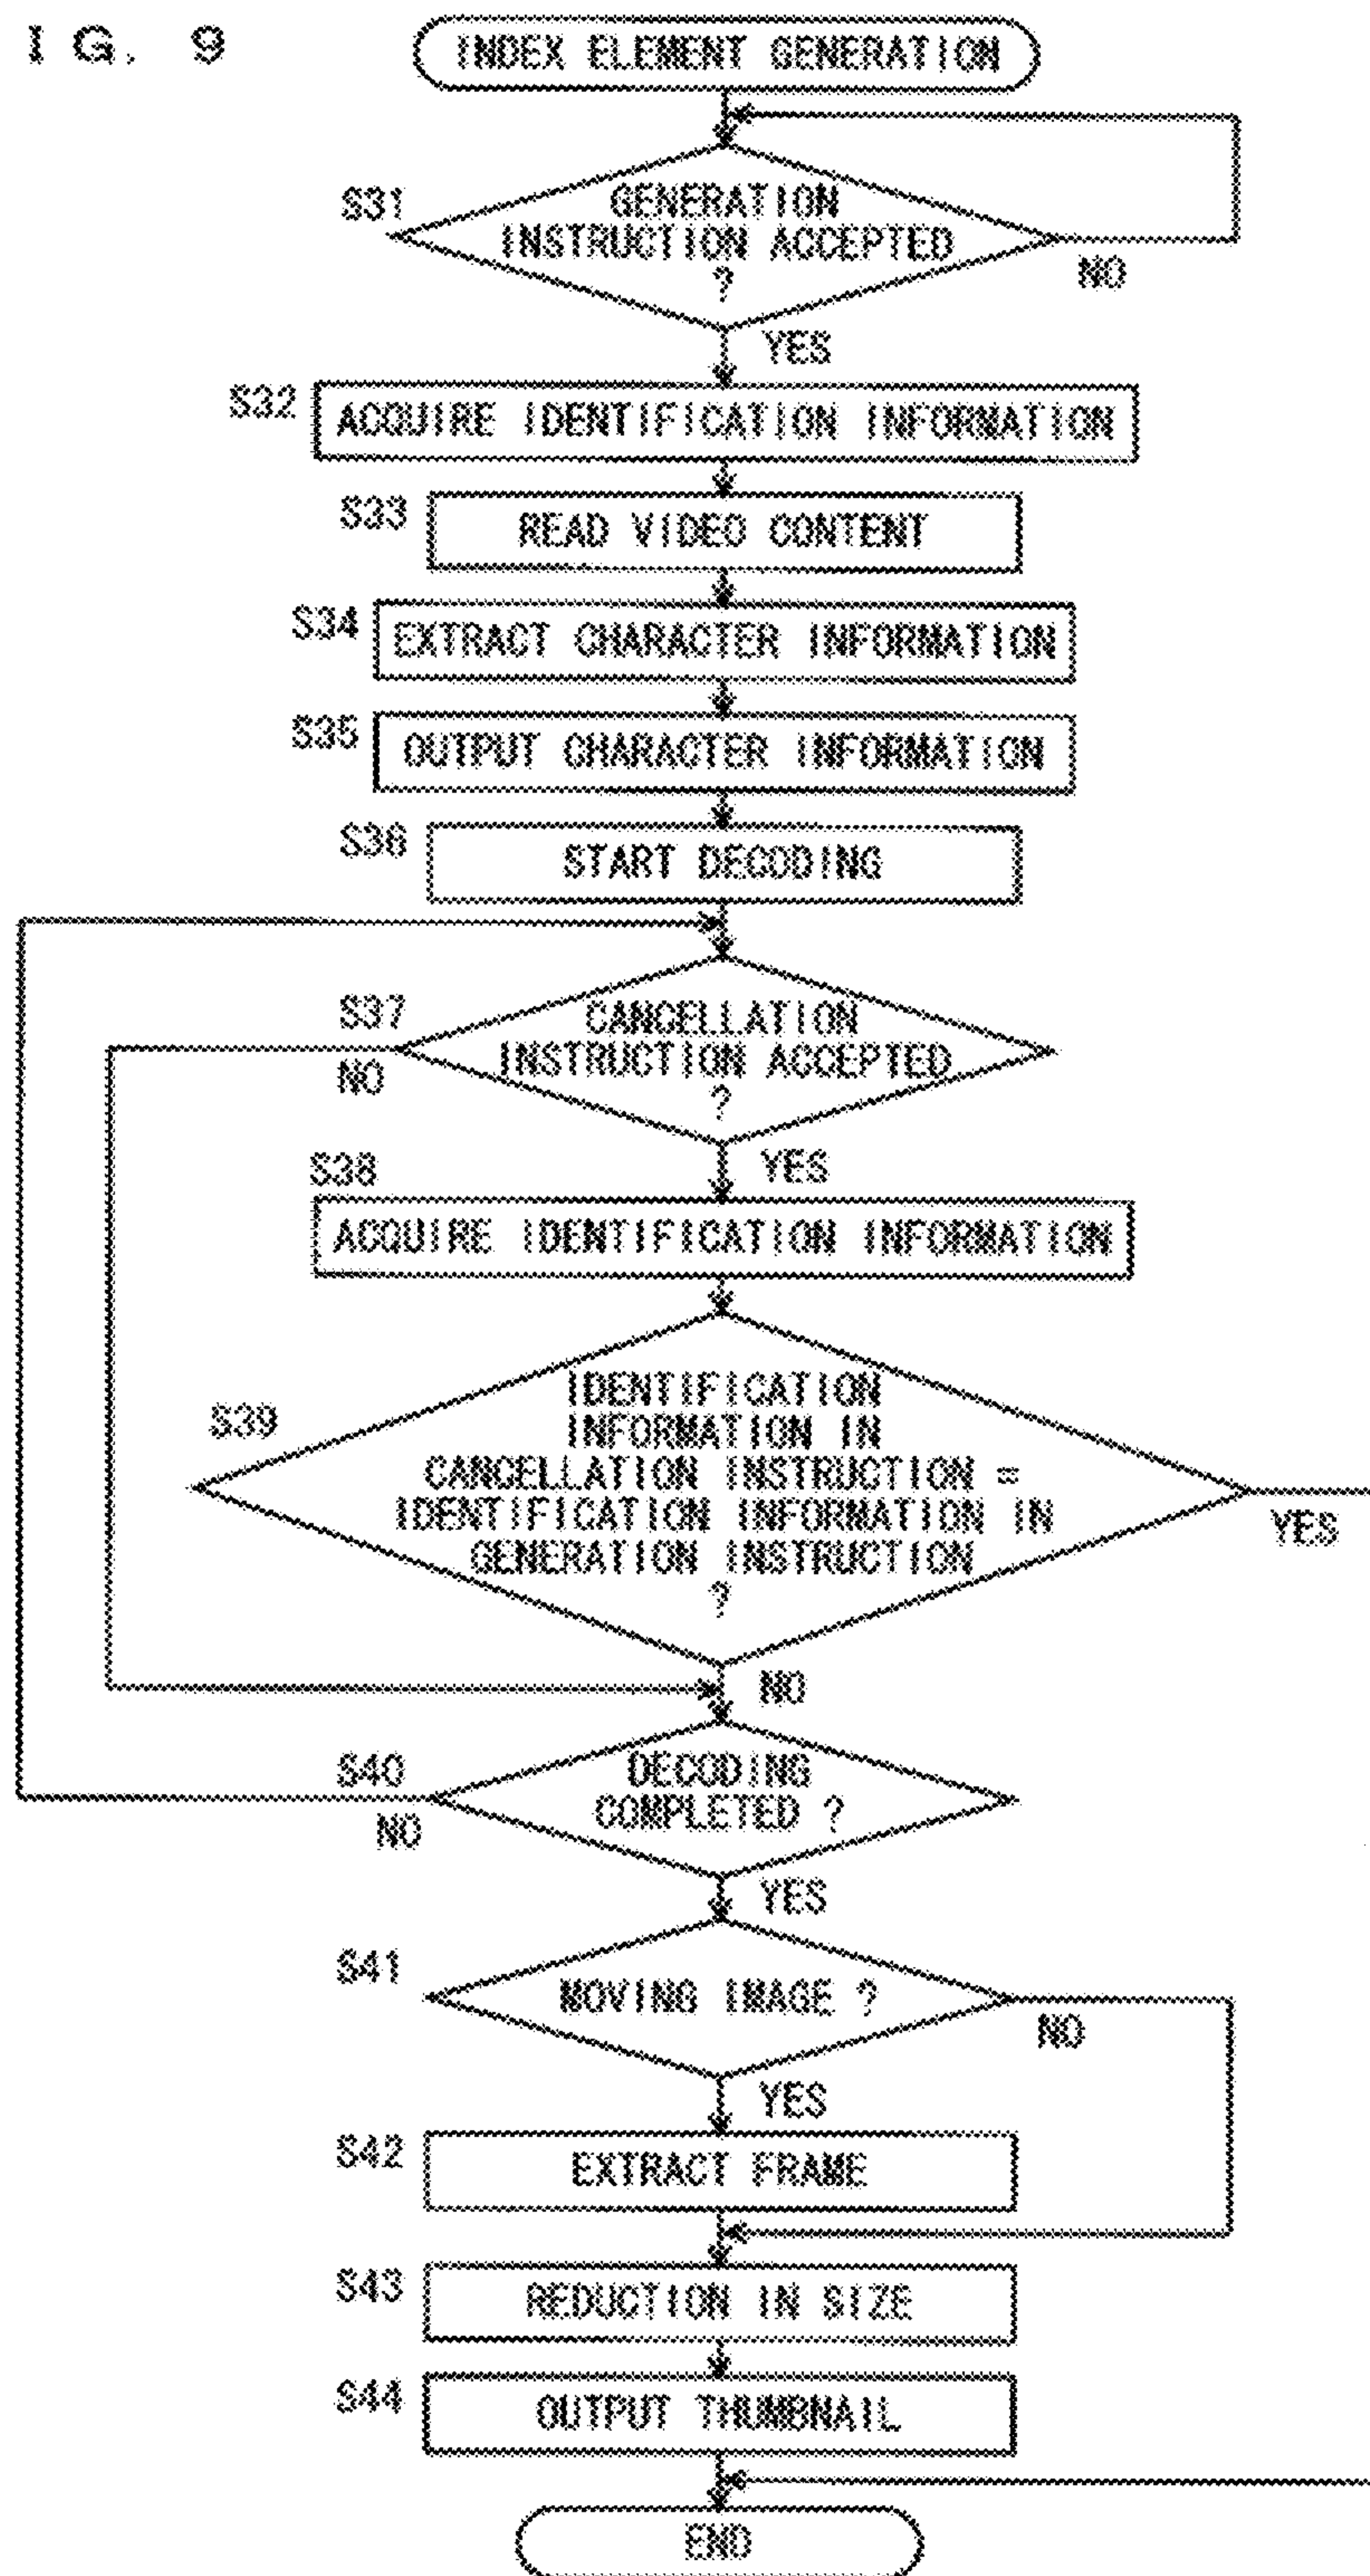 IG. 9
INDEX ELEMENT GENERATION
S31
GENERATION
INSTRUCTION ACCEPTED
?
NO
YES
S32
ACQUIRE IDENTIFICATION INFORMATION
S33
READ VIDEO CONTENT
S34
EXTRACT CHARACTER INFORMATION
S35
OUTPUT CHARACTER INFORMATION
S36
START DECODING
S37
CANCELLATION
INSTRUCTION ACCEPTED
?
NO
YES
S38
ACQUIRE IDENTIFICATION INFORMATION
S39
IDENTIFICATION
INFORMATION IN
CANCELLATION INSTRUCTION =
IDENTIFICATION INFORMATION IN
GENERATION INSTRUCTION
?
YES
NO
S40
DECODING
COMPLETED ?
NO
YES
S41
MOVING IMAGE ?
NO
YES
S42
EXTRACT FRAME
S43
REDUCTION IN SIZE
S44
OUTPUT THUMBNAIL
END